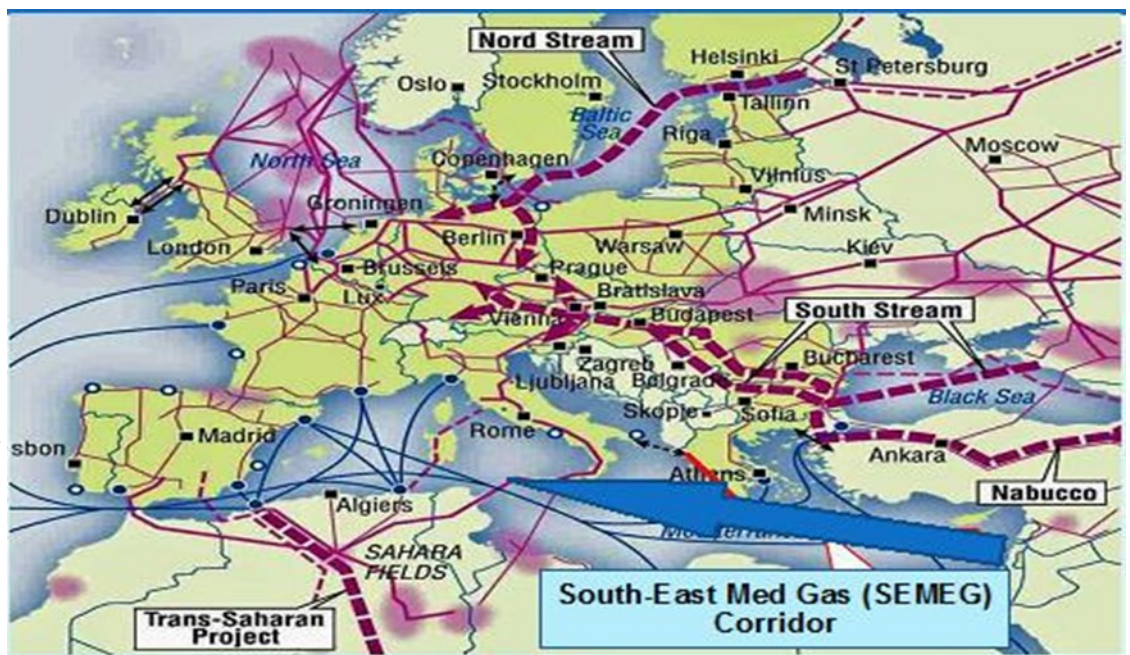 Nord Stream
Helsinki
St Petersburg
Oslo
Stockholm
Tallinn
Baltic
Sea
Riga
Moscow
North Sea
Copenhagen
Vilnius
Dublin
Groningen
Minsk
London
Berlin
Warsaw
Kiev
Brussels
Prague
Paris
Lux
Bratislava
Vienna
Budapest
South Stream
Zagreb
Bucharest
Ljubljana
Belgrade
Black Sea
Skopje
Sofia
Madrid
Rome
sbon
Athens
Ankara
Nabucco
Algiers
SAHARA
FIELDS
South-East Med Gas (SEMEG)
Corridor
Trans-Saharan
Project